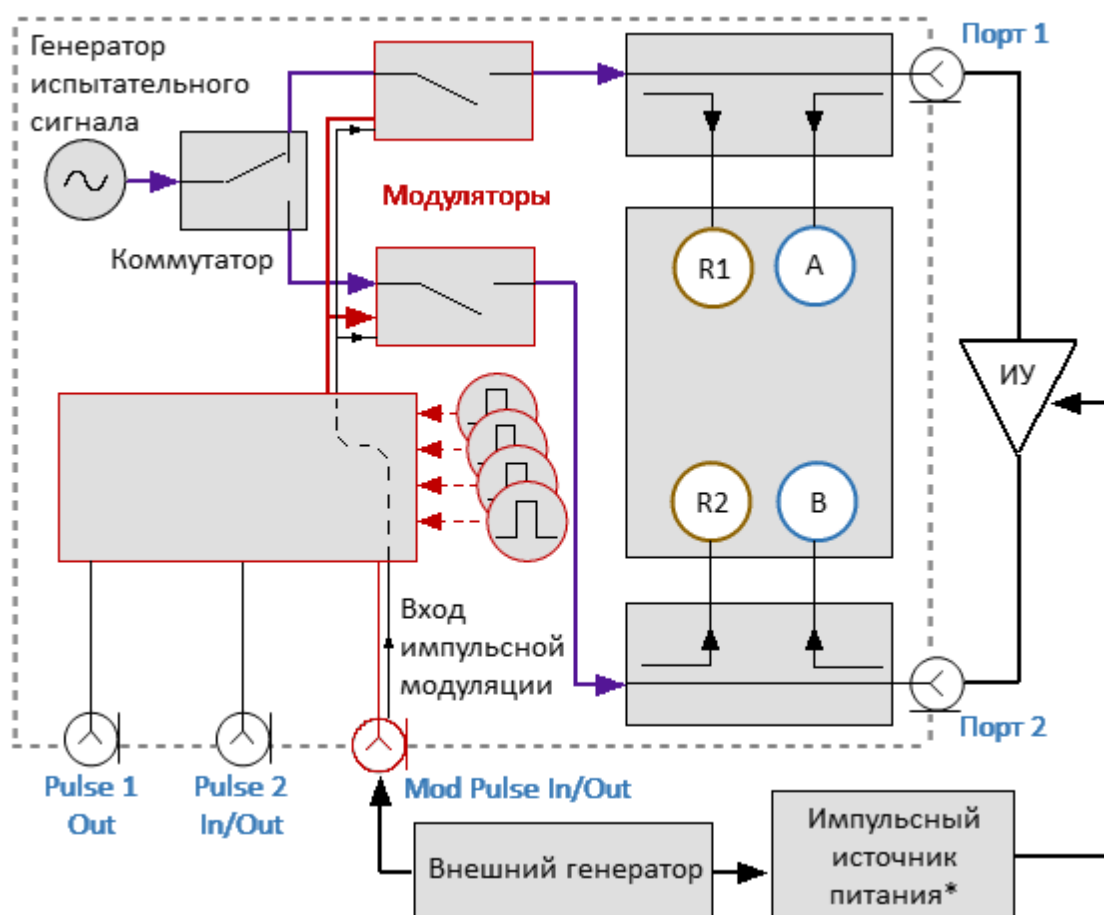 Генератор
испытательного
сигнала
Порт 1
Модуляторы
Коммутатор
R1
A
ИУ
R2
B
Вход
импульсной
модуляции
Порт 2
Pulse 1
Out
Pulse 2
In/Out
Mod Pulse In/Out
Внешний генератор
Импульсный
источник
питания*